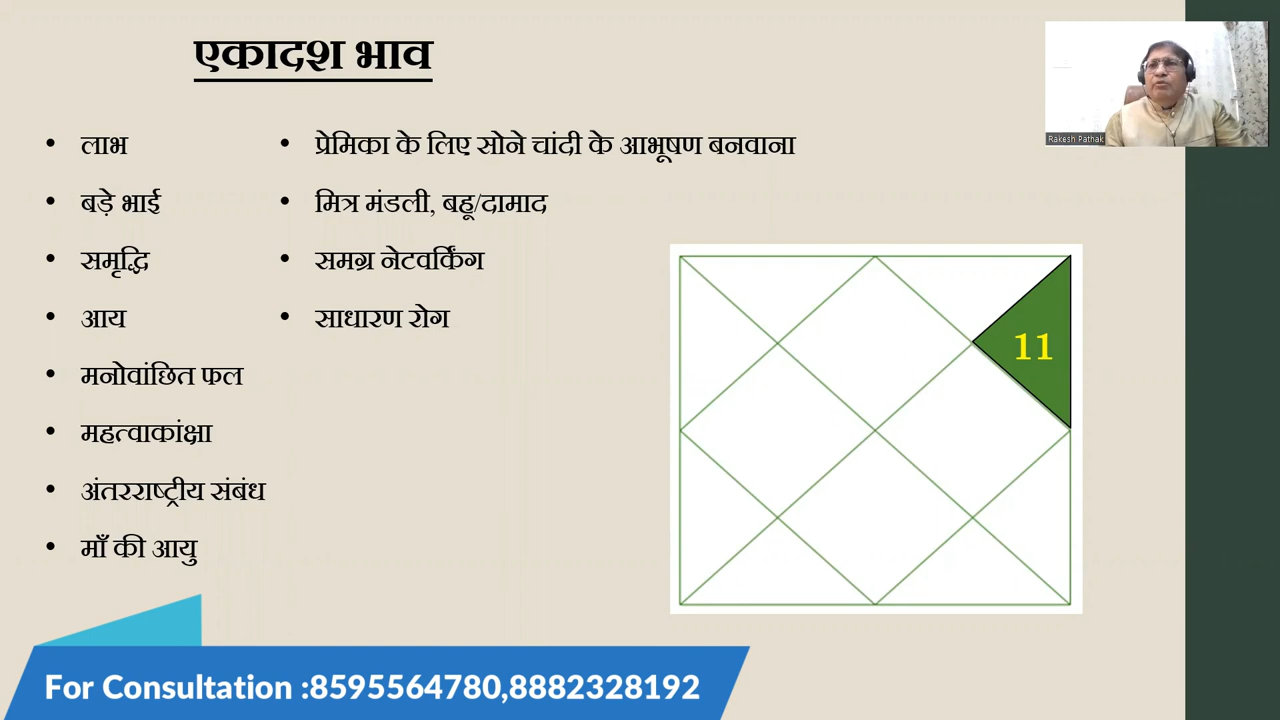 एकादश भाव
Rakesh Pathak
लाभ
बड़े भाई
समृद्धि
आय
मनोवांछित फल
महत्वाकांक्षा
अंतरराष्ट्रीय संबंध
माँ की आयु
प्रेमिका के लिए सोने चांदी के आभूषण बनवाना
मित्र मंडली, बहू/दामाद
समग्र नेटवर्किंग
साधारण रोग
11
For Consultation :8595564780,8882328192